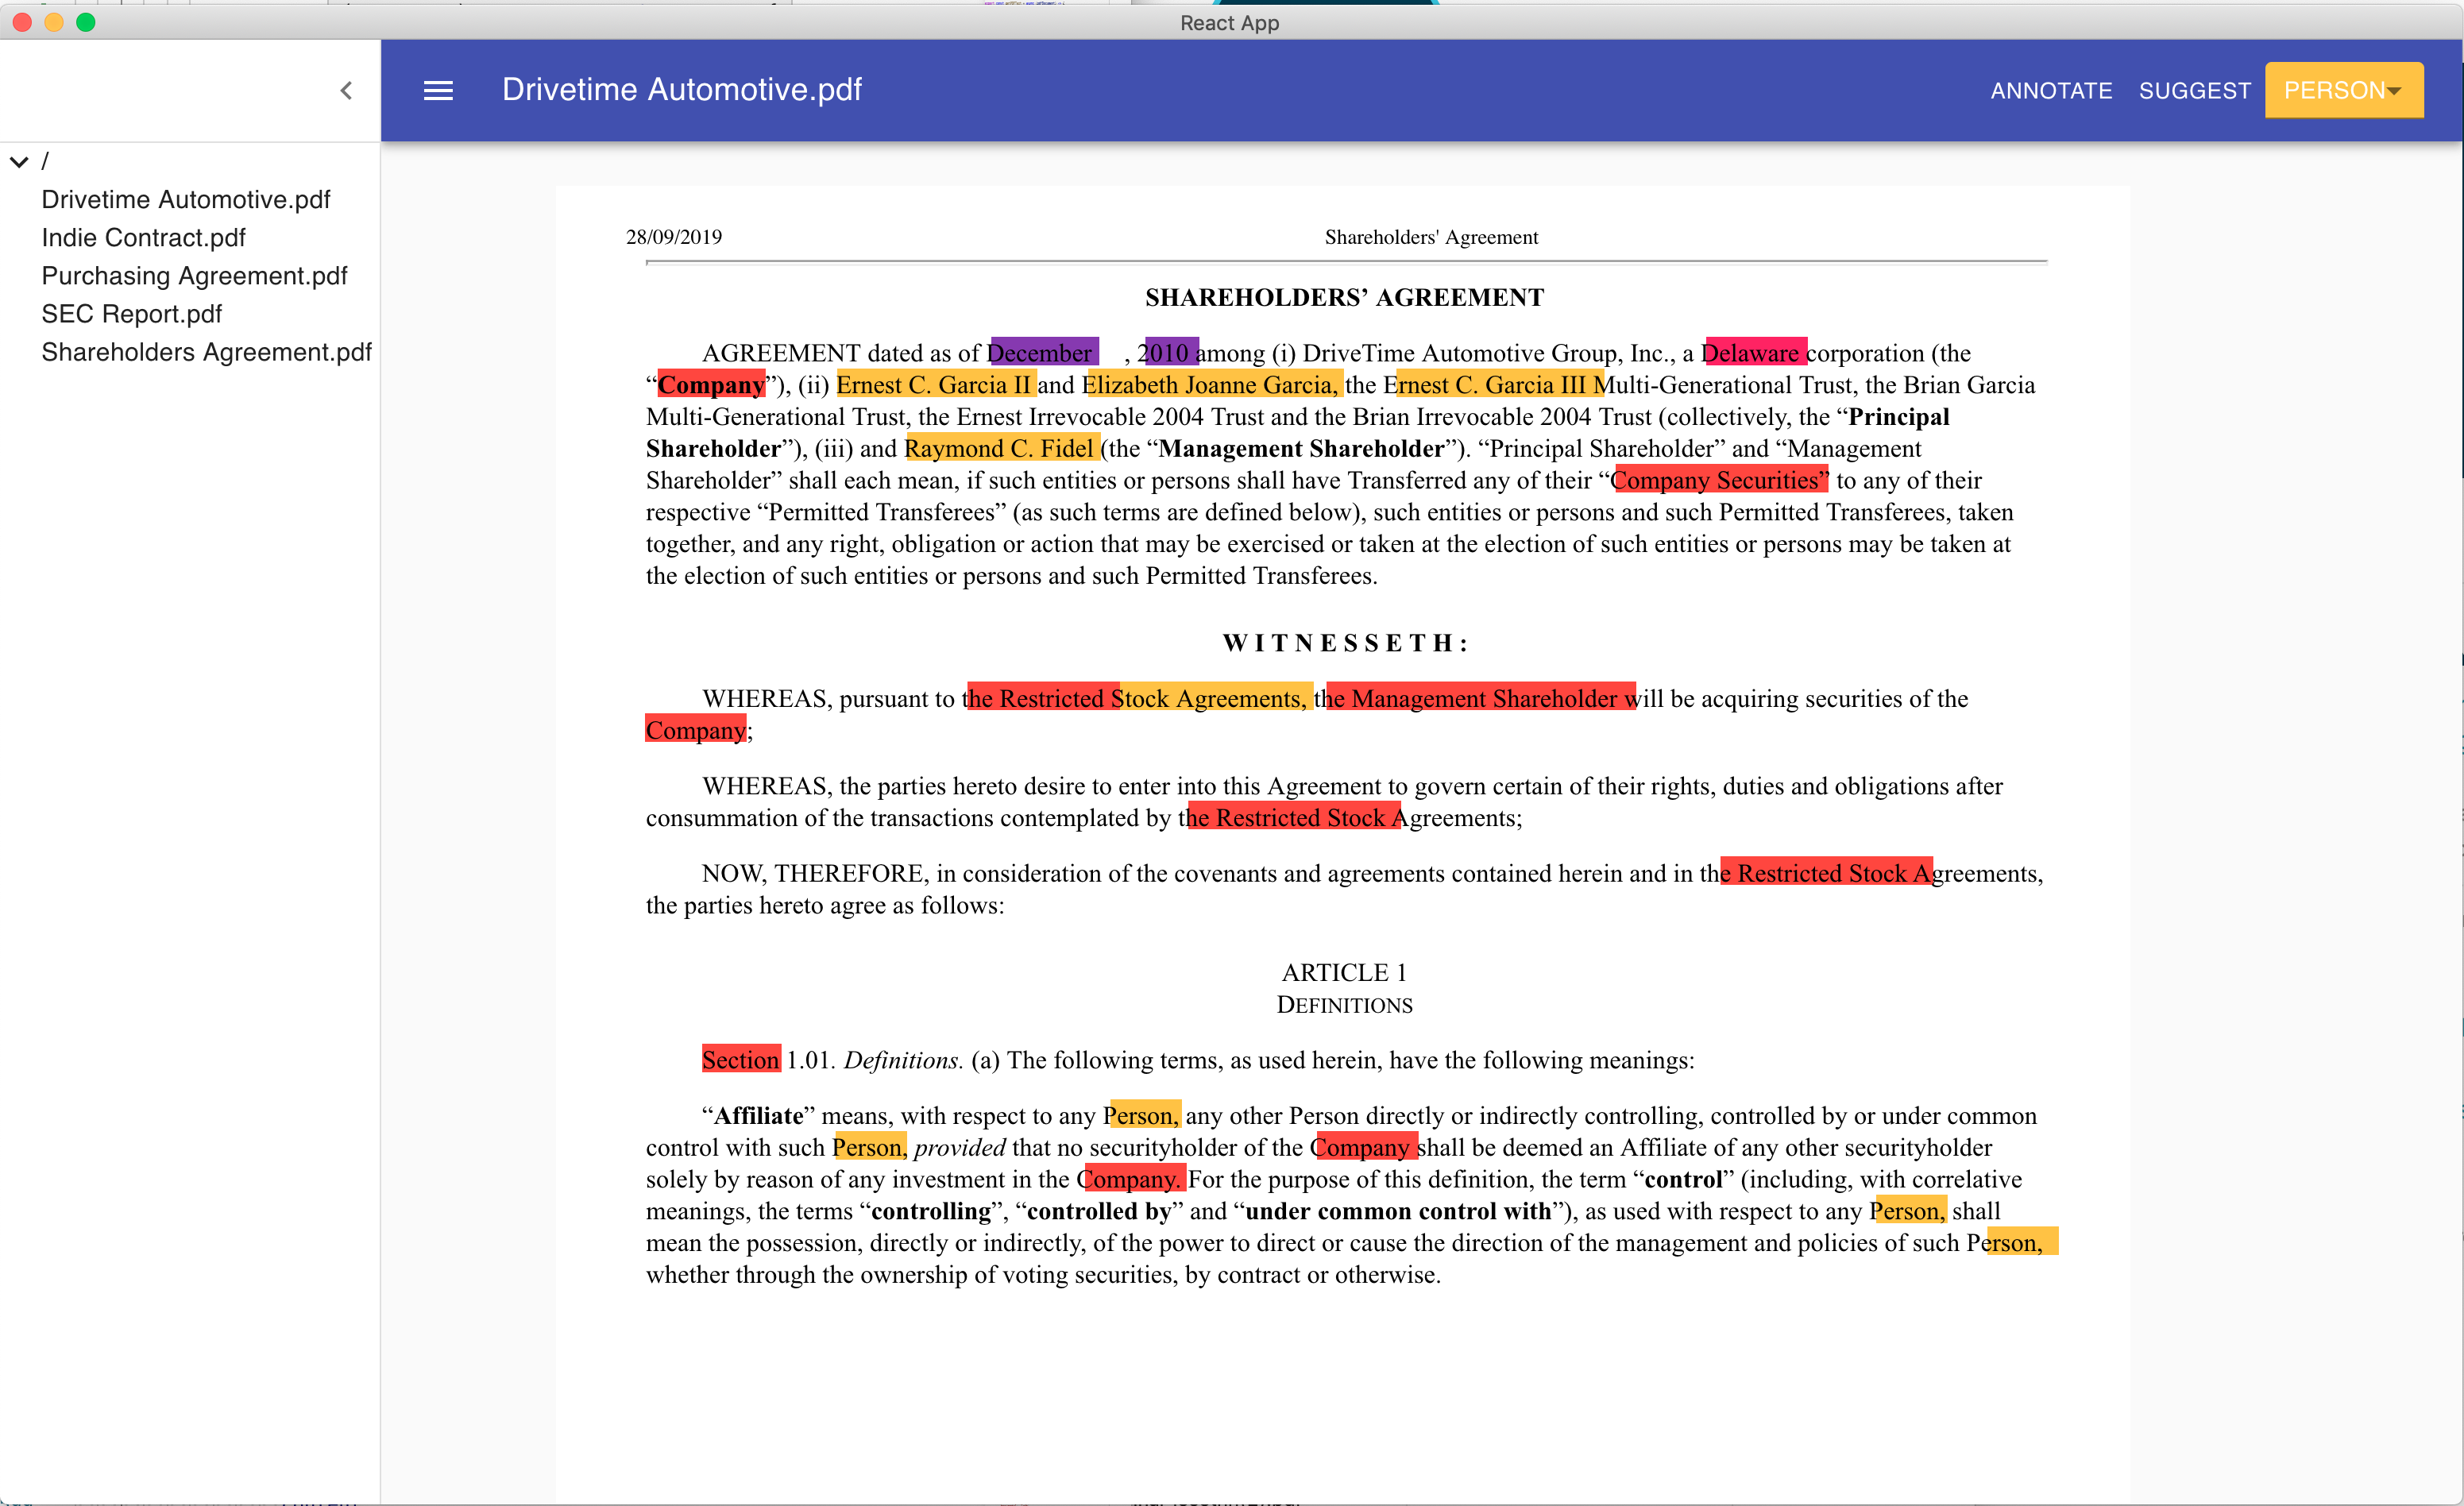 React App
Drivetime Automotive.pdf
ANNOTATE SUGGEST PERSON
/
Drivetime Automotive.pdf
Indie Contract.pdf
Purchasing Agreement.pdf
SEC Report.pdf
Shareholders Agreement.pdf
28/09/2019 Shareholders' Agreement
SHAREHOLDERS’ AGREEMENT
AGREEMENT dated as of December , 2010 among (i) DriveTime Automotive Group, Inc., a Delaware corporation (the
“Company”), (ii) Ernest C. Garcia II and Elizabeth Joanne Garcia, the Ernest C. Garcia III Multi-Generational Trust, the Brian Garcia
Multi-Generational Trust, the Ernest Irrevocable 2004 Trust and the Brian Irrevocable 2004 Trust (collectively, the “Principal
Shareholder”), (iii) and Raymond C. Fidel (the “Management Shareholder”). “Principal Shareholder” and “Management
Shareholder” shall each mean, if such entities or persons shall have Transferred any of their “Company Securities” to any of their
respective “Permitted Transferees” (as such terms are defined below), such entities or persons and such Permitted Transferees, taken
together, and any right, obligation or action that may be exercised or taken at the election of such entities or persons may be taken at
the election of such entities or persons and such Permitted Transferees.
W I T N E S S E T H :
WHEREAS, pursuant to the Restricted Stock Agreements, the Management Shareholder will be acquiring securities of the
Company;
WHEREAS, the parties hereto desire to enter into this Agreement to govern certain of their rights, duties and obligations after
consummation of the transactions contemplated by the Restricted Stock Agreements;
NOW, THEREFORE, in consideration of the covenants and agreements contained herein and in the Restricted Stock Agreements,
the parties hereto agree as follows:
ARTICLE 1
DEFINITIONS
Section 1.01. Definitions. (a) The following terms, as used herein, have the following meanings:
“Affiliate” means, with respect to any Person, any other Person directly or indirectly controlling, controlled by or under common
control with such Person, provided that no securityholder of the Company shall be deemed an Affiliate of any other securityholder
solely by reason of any investment in the Company. For the purpose of this definition, the term “control” (including, with correlative
meanings, the terms “controlling”, “controlled by” and “under common control with”), as used with respect to any Person, shall
mean the possession, directly or indirectly, of the power to direct or cause the direction of the management and policies of such Person,
whether through the ownership of voting securities, by contract or otherwise.